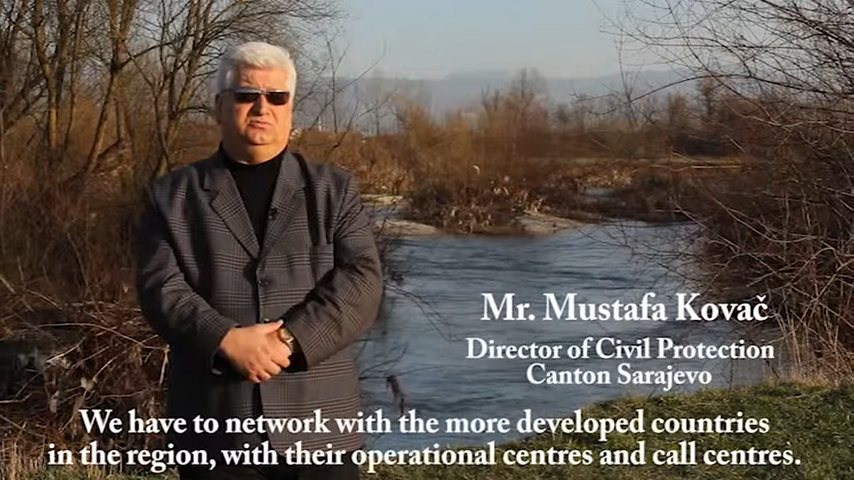 Mr. Mustafa Kovač
Director of Civil Protection
Canton Sarajevo
We have to network with the more developed countries
in the region, with their operational centres and call centres.